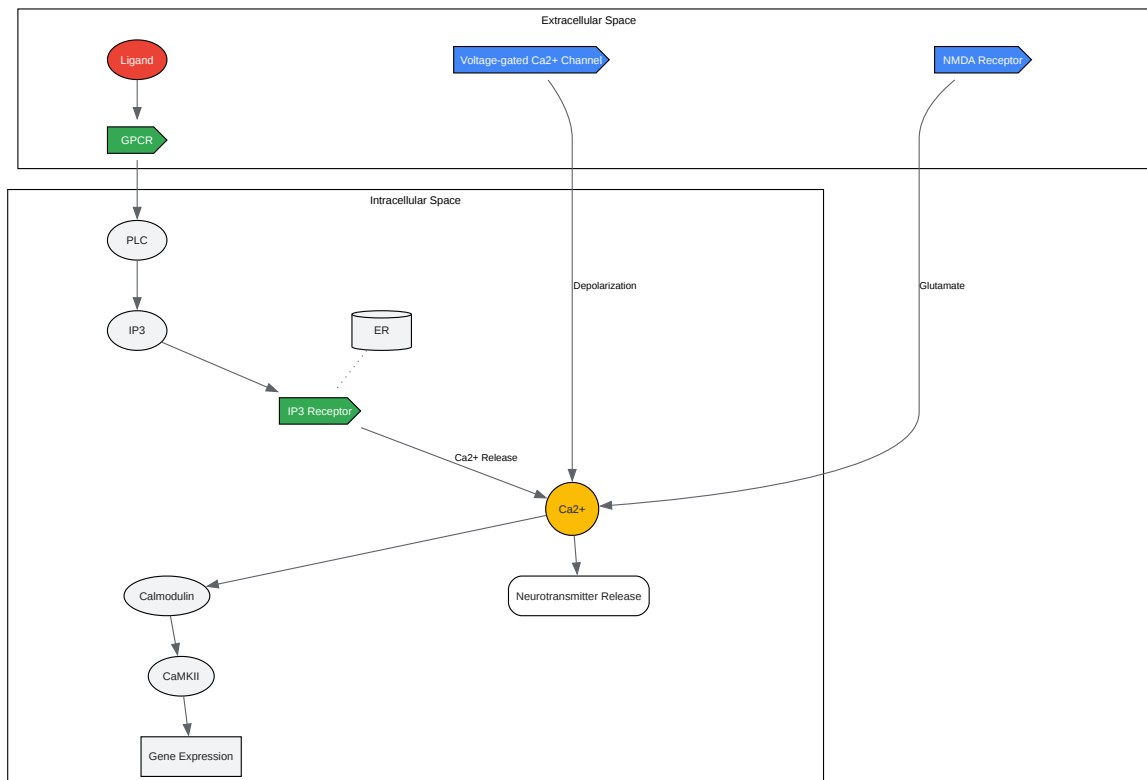 Extracellular Space
Ligand
Voltage-gated Ca2+ Channel
NMDA Receptor
GPCR
Intracellular Space
PLC
Depolarization
Glutamate
IP3
ER
IP3 Receptor
Ca2+ Release
Ca2+
Calmodulin
Neurotransmitter Release
CaMKII
Gene Expression